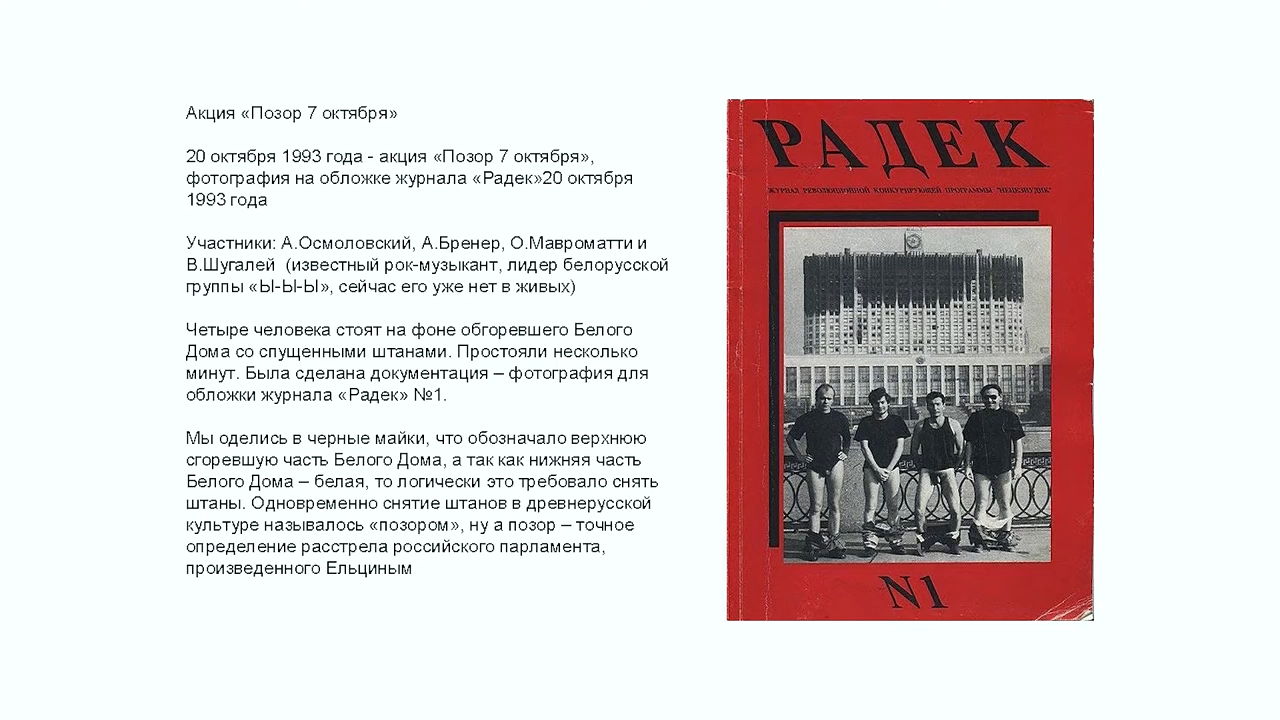 Акция «Позор 7 октября»
20 октября 1993 года - акция «Позор 7 октября»,
фотография на обложке журнала «Радек»20 октября
1993 года
Участники: А.Осмоловский, А.Бренер, О.Мавроматти и
В.Шугалей (известный рок-музыкант, лидер белорусской
группы «Ы-Ы-Ы», сейчас его уже нет в живых)
Четыре человека стоят на фоне обгоревшего Белого
Дома со спущенными штанами. Простояли несколько
минут. Была сделана документация – фотография для
обложки журнала «Радек» №1.
Мы оделись в черные майки, что обозначало верхнюю
сгоревшую часть Белого Дома, а так как нижняя часть
Белого Дома – белая, то логически это требовало снять
штаны. Одновременно снятие штанов в древнерусской
культуре называлось «позором», ну а позор – точное
определение расстрела российского парламента,
произведенного Ельциным
РАДЕК
ЖУРНАЛ РЕВОЛЮЦИОННОЙ КОНКУРИРУЮЩЕЙ ПРОГРАММЫ "НЕЦЕЗИУДИК"
N1